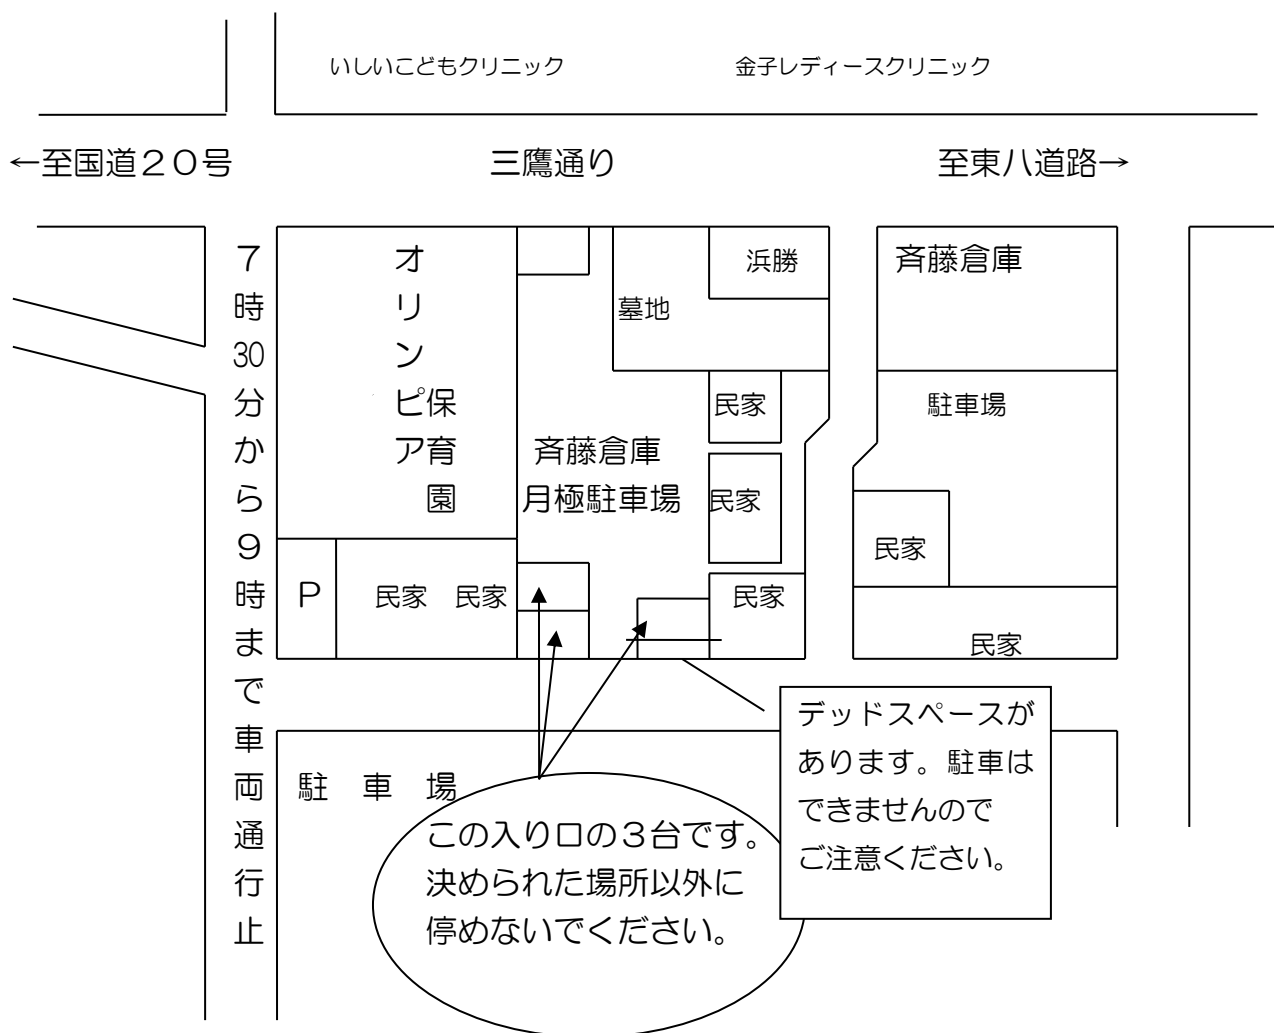 いしいこどもクリニック
金子レディースクリニック
←至国道２０号
三鷹通り
至東八道路→
７時30分から９時まで車両通行止
オリンピア
保育園
浜勝
斉藤倉庫
墓地
民家
駐車場
斉藤倉庫
月極駐車場
民家
民家
P
民家
民家
民家
民家
駐車場
デッドスペースが
あります。駐車は
できませんので
ご注意ください。
この入り口の３台です。
決められた場所以外に
停めないでください。